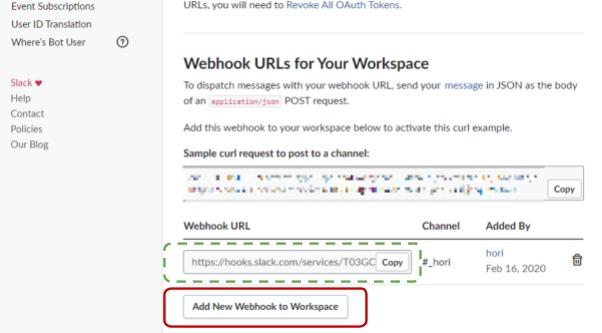 Event Subscriptions
User ID Translation
Where's Bot User ?
Slack ♥
Help
Contact
Policies
Our Blog
URLs, you will need to Revoke All OAuth Tokens.
Webhook URLs for Your Workspace
To dispatch messages with your webhook URL, send your message in JSON as the body
of an application/json POST request.
Add this webhook to your workspace below to activate this curl example.
Sample curl request to post to a channel:
Copy
Webhook URL Channel Added By
https://hooks.slack.com/services/T03GC Copy #_hori hori
Feb 16, 2020
Add New Webhook to Workspace